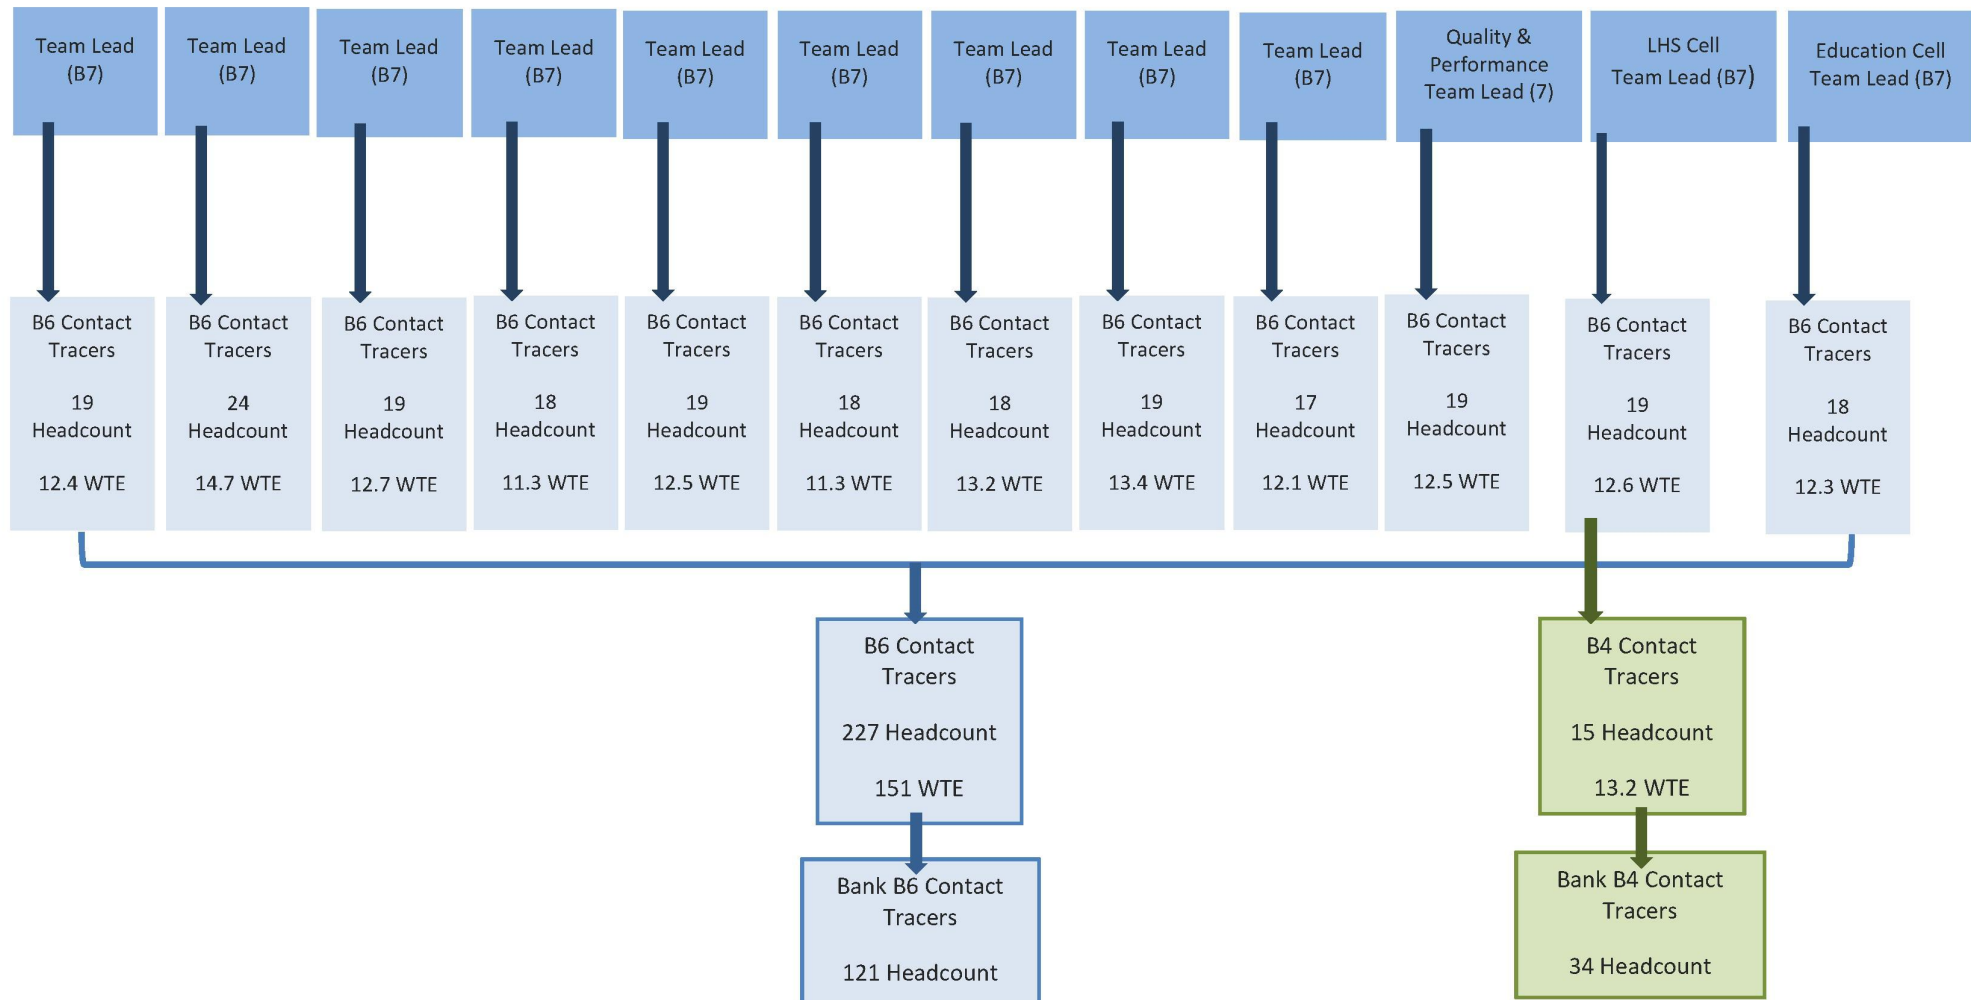 Team Lead
(B7)
Team Lead
(B7)
Team Lead
(B7)
Team Lead
(B7)
Team Lead
(B7)
Team Lead
(B7)
Team Lead
(B7)
Team Lead
(B7)
Team Lead
(B7)
Quality &
Performance
Team Lead (7)
LHS Cell
Team Lead (B7)
Education Cell
Team Lead (B7)
B6 Contact
Tracers
19
Headcount
12.4 WTE
B6 Contact
Tracers
24
Headcount
14.7 WTE
B6 Contact
Tracers
19
Headcount
12.7 WTE
B6 Contact
Tracers
18
Headcount
11.3 WTE
B6 Contact
Tracers
19
Headcount
12.5 WTE
B6 Contact
Tracers
18
Headcount
11.3 WTE
B6 Contact
Tracers
18
Headcount
13.2 WTE
B6 Contact
Tracers
19
Headcount
13.4 WTE
B6 Contact
Tracers
17
Headcount
12.1 WTE
B6 Contact
Tracers
19
Headcount
12.5 WTE
B6 Contact
Tracers
19
Headcount
12.6 WTE
B6 Contact
Tracers
18
Headcount
12.3 WTE
B6 Contact
Tracers
227 Headcount
151 WTE
B4 Contact
Tracers
15 Headcount
13.2 WTE
Bank B6 Contact
Tracers
121 Headcount
Bank B4 Contact
Tracers
34 Headcount